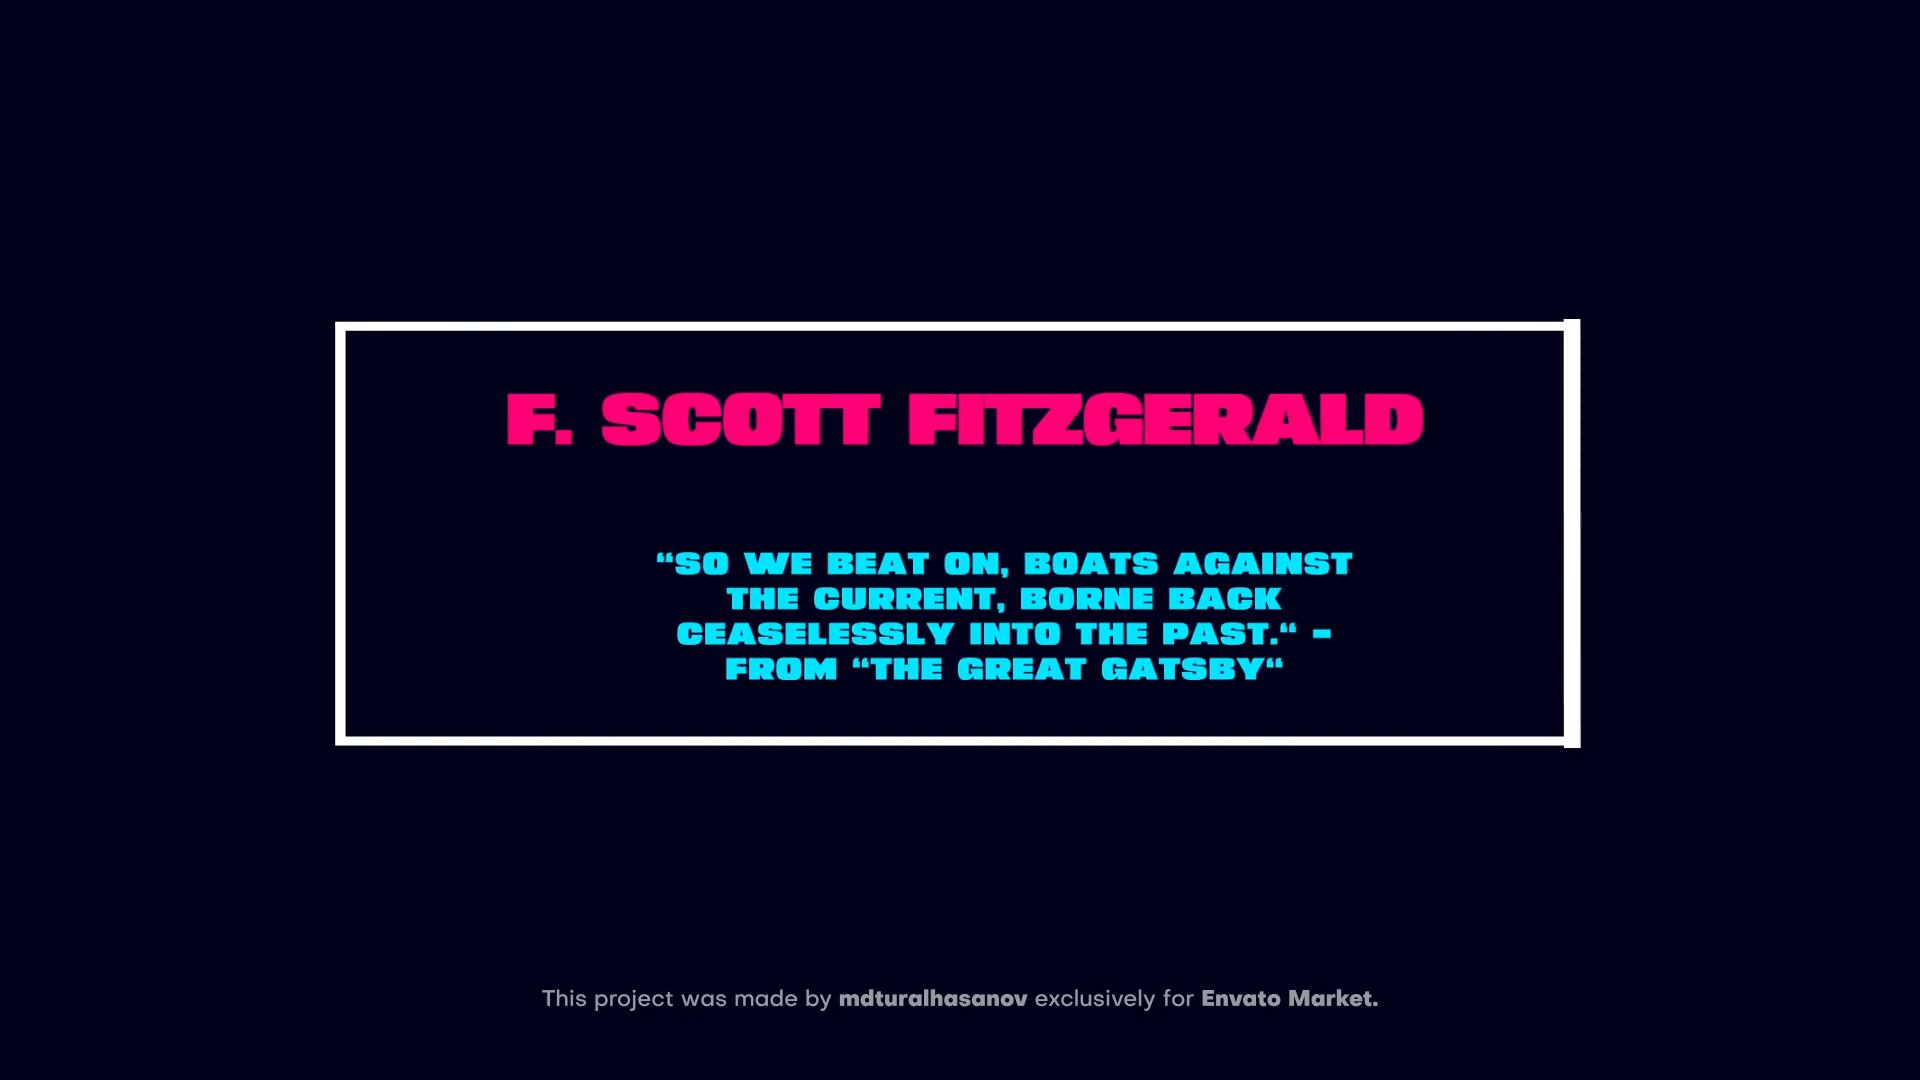 F. SCOTT FITZGERALD
“SO WE BEAT ON, BOATS AGAINST
THE CURRENT, BORNE BACK
CEASELESSLY INTO THE PAST.“ -
FROM “THE GREAT GATSBY“
This project was made by mdturalhasanov exclusively for Envato Market.